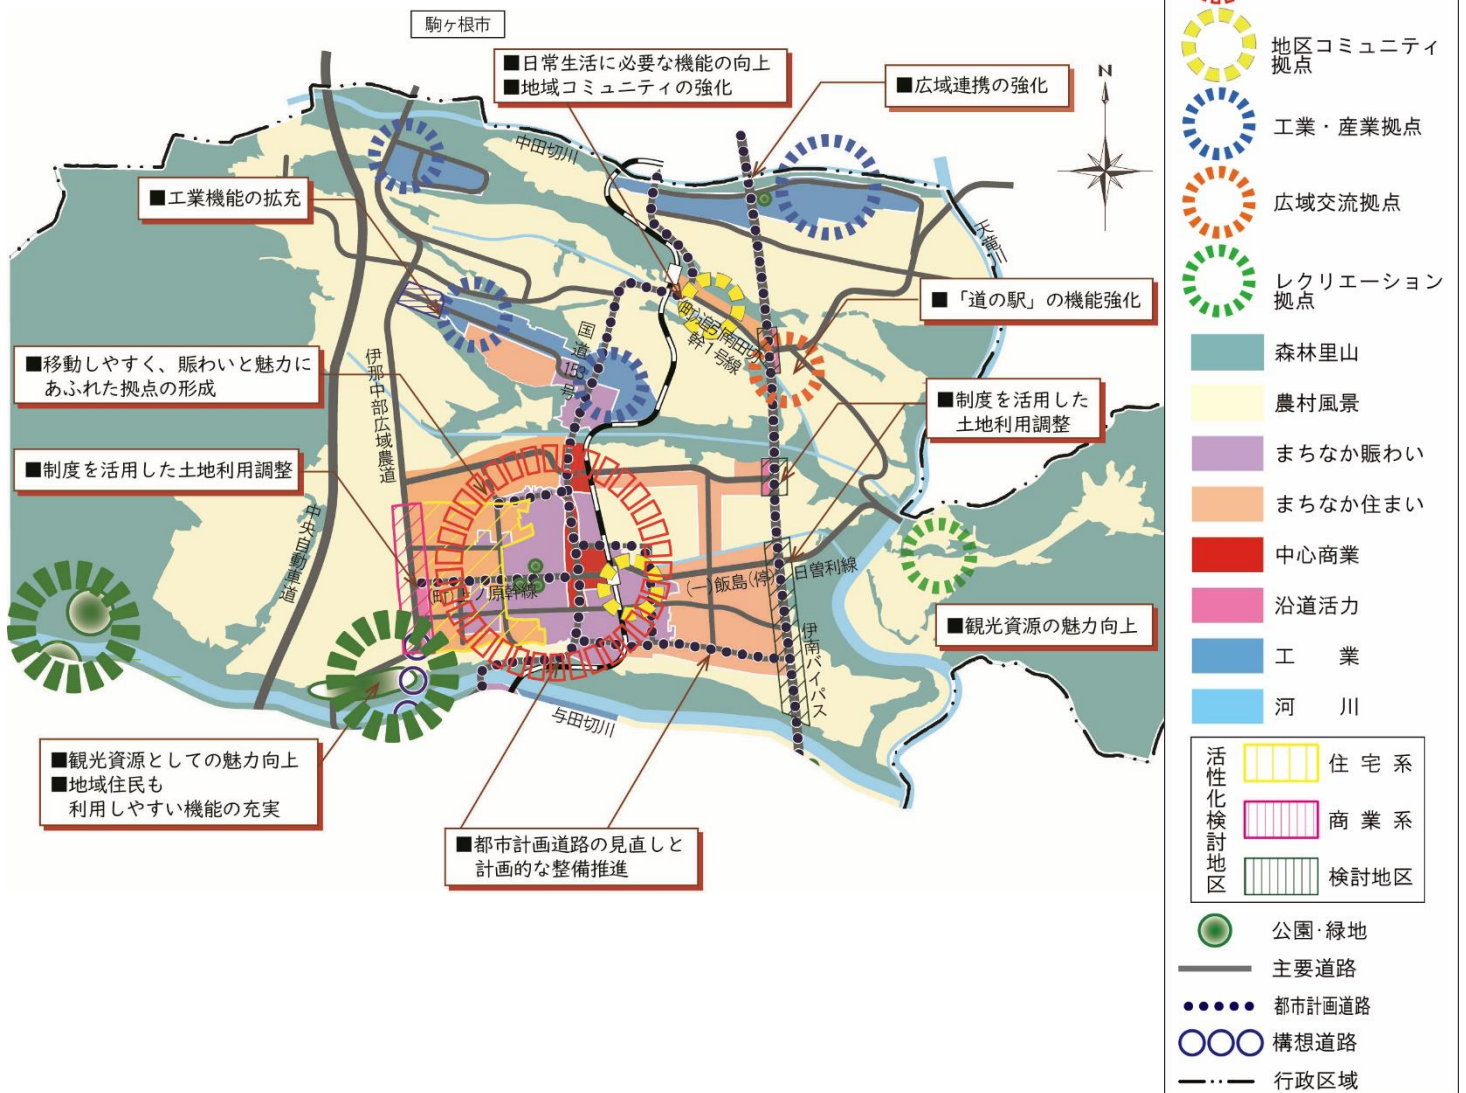 駒ヶ根市
■日常生活に必要な機能の向上
■地域コミュニティの強化
■広域連携の強化
N
中田切川
■工業機能の拡充
天竜川
■「道の駅」の機能強化
国道153号
■移動しやすく、賑わいと魅力に
あふれた拠点の形成
伊那中部広域農道
■制度を活用した
土地利用調整
■制度を活用した土地利用調整
中央自動車道
幹1号線
(一)飯島(停)日曽利線
■観光資源の魅力向上
伊南バイパス
与田切川
■観光資源としての魅力向上
■地域住民も
利用しやすい機能の充実
■都市計画道路の見直しと
計画的な整備推進
地区コミュニティ
拠点
工業・産業拠点
広域交流拠点
レクリエーション
拠点
森林里山
農村風景
まちなか賑わい
まちなか住まい
中心商業
沿道活力
工 業
河 川
活性化検討地区
住宅系
商業系
検討地区
公園・緑地
主要道路
都市計画道路
構想道路
行政区域